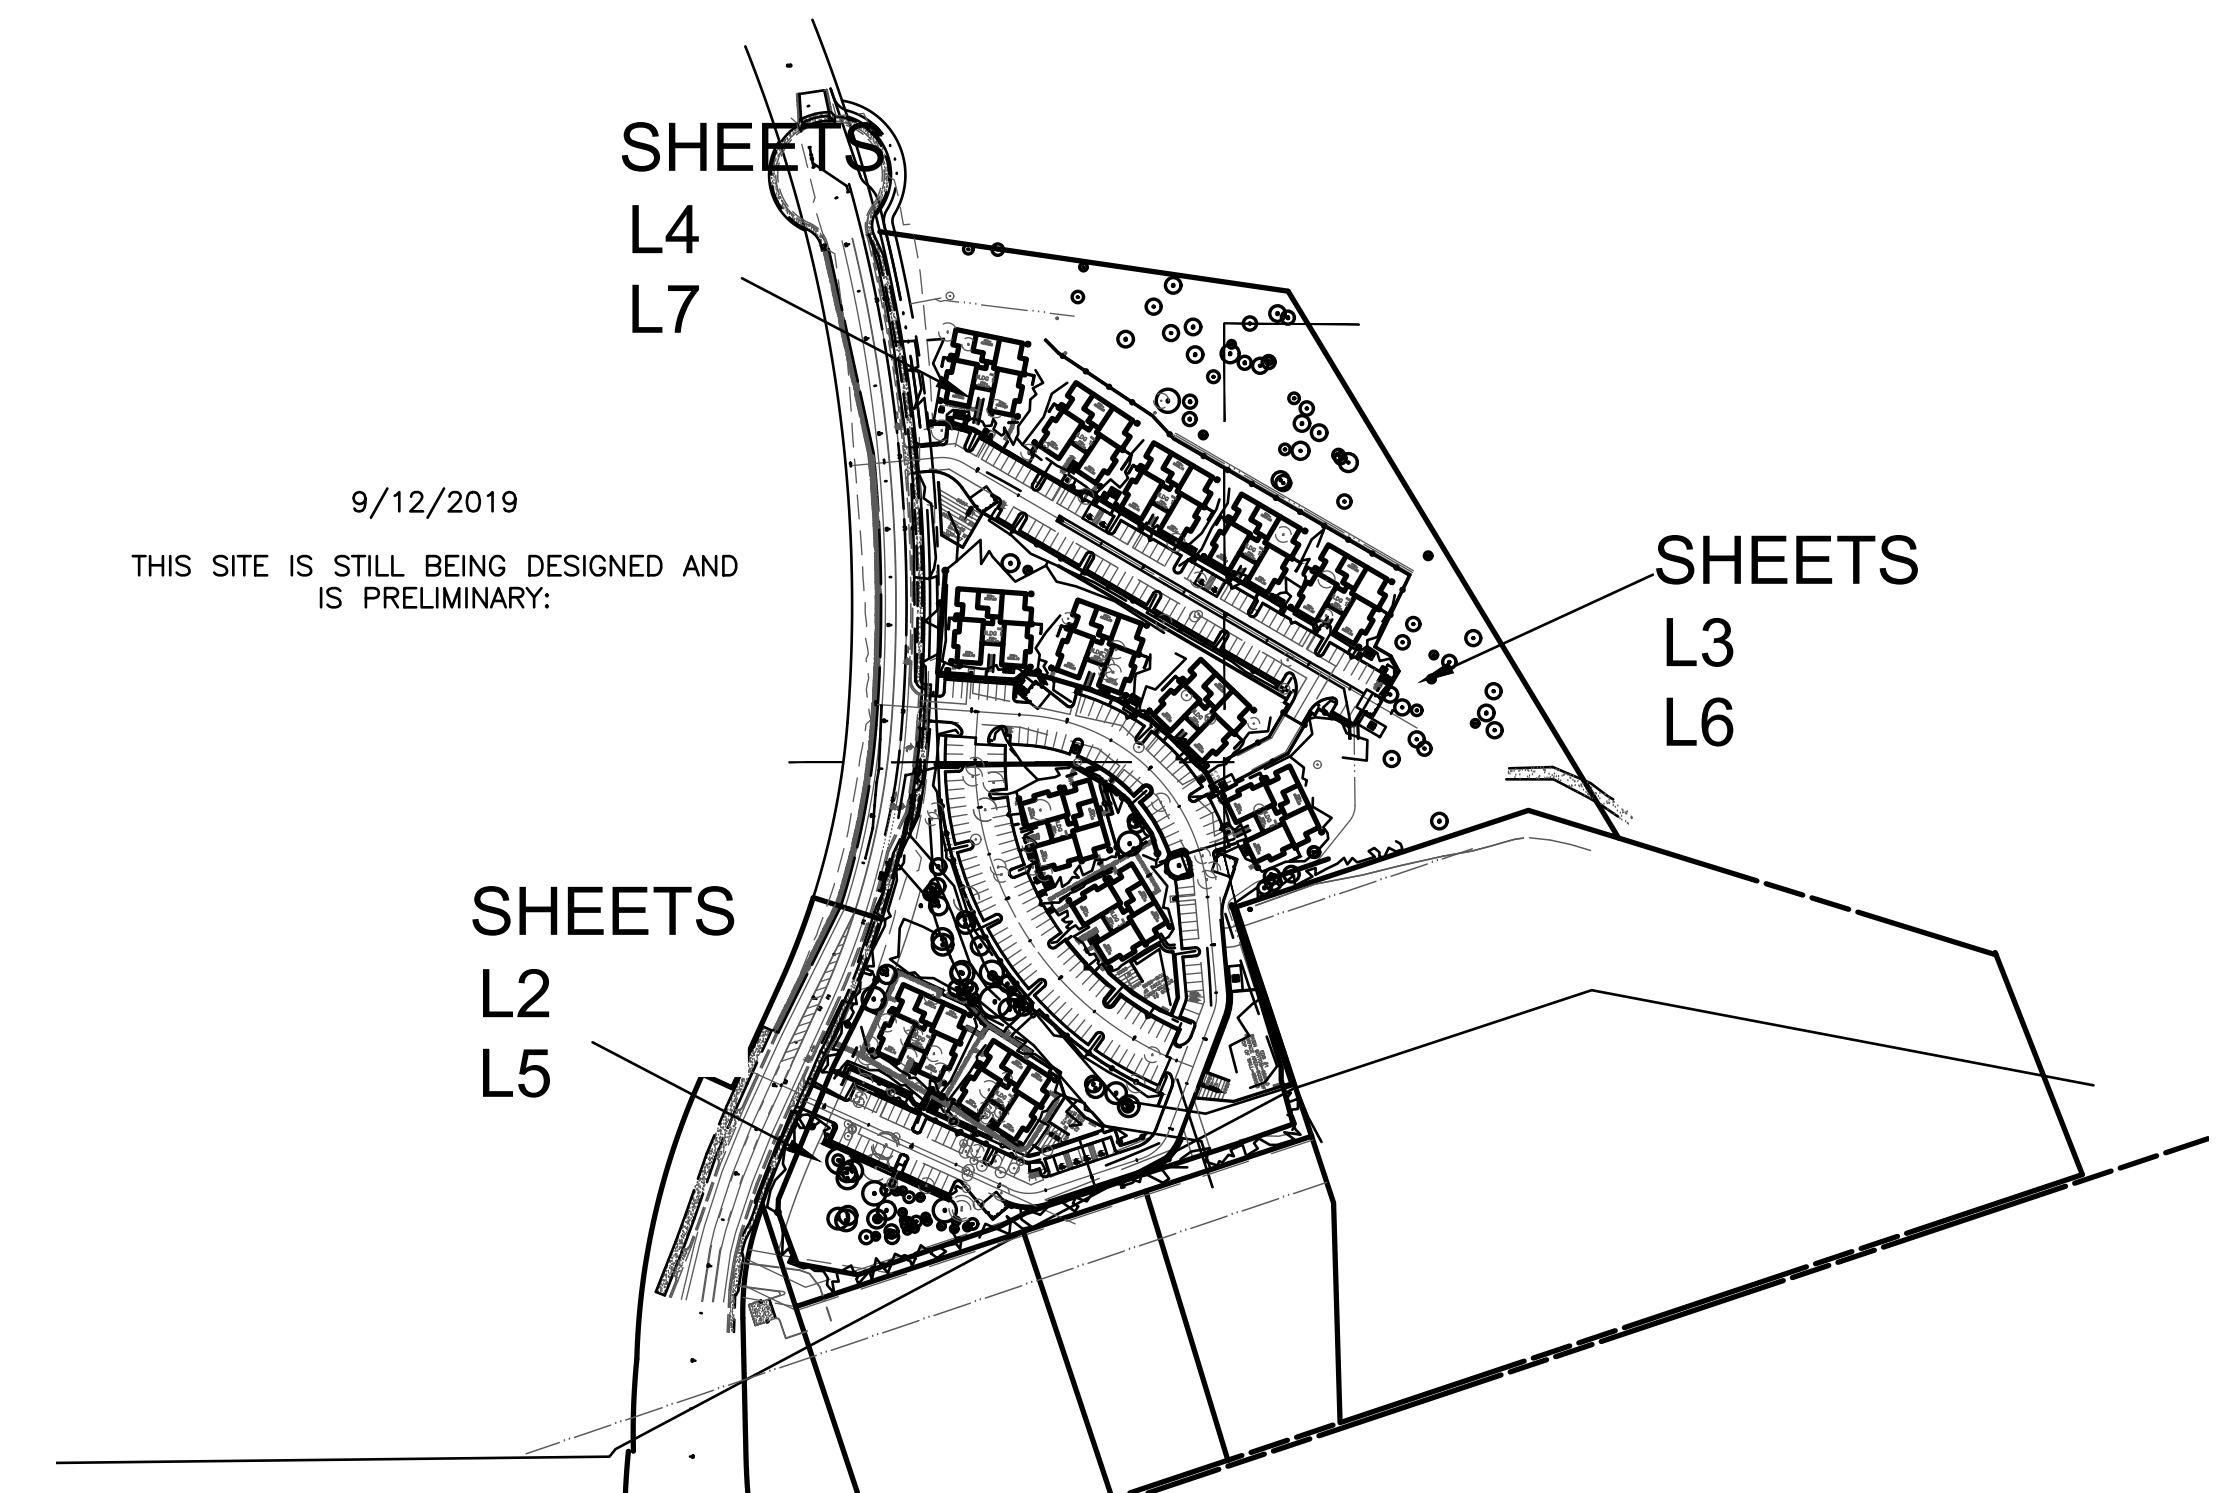 SHEETS
L4
L7
9/12/2019
THIS SITE IS STILL BEING DESIGNED AND
IS PRELIMINARY:
SHEETS
L3
L6
SHEETS
L2
L5